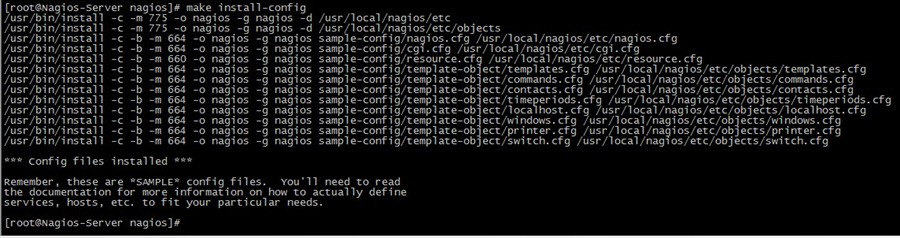 [root@Nagios-Server nagios]# make install-config
/usr/bin/install -c -m 775 -o nagios -g nagios -d /usr/local/nagios/etc
/usr/bin/install -c -m 775 -o nagios -g nagios -d /usr/local/nagios/etc/objects
/usr/bin/install -c -b -m 664 -o nagios -g nagios sample-config/nagios.cfg /usr/local/nagios/etc/nagios.cfg
/usr/bin/install -c -b -m 664 -o nagios -g nagios sample-config/cgi.cfg /usr/local/nagios/etc/cgi.cfg
/usr/bin/install -c -b -m 660 -o nagios -g nagios sample-config/resource.cfg /usr/local/nagios/etc/resource.cfg
/usr/bin/install -c -b -m 664 -o nagios -g nagios sample-config/template-object/templates.cfg /usr/local/nagios/etc/objects/templates.cfg
/usr/bin/install -c -b -m 664 -o nagios -g nagios sample-config/template-object/commands.cfg /usr/local/nagios/etc/objects/commands.cfg
/usr/bin/install -c -b -m 664 -o nagios -g nagios sample-config/template-object/contacts.cfg /usr/local/nagios/etc/objects/contacts.cfg
/usr/bin/install -c -b -m 664 -o nagios -g nagios sample-config/template-object/timeperiods.cfg /usr/local/nagios/etc/objects/timeperiods.cfg
/usr/bin/install -c -b -m 664 -o nagios -g nagios sample-config/template-object/localhost.cfg /usr/local/nagios/etc/objects/localhost.cfg
/usr/bin/install -c -b -m 664 -o nagios -g nagios sample-config/template-object/windows.cfg /usr/local/nagios/etc/objects/windows.cfg
/usr/bin/install -c -b -m 664 -o nagios -g nagios sample-config/template-object/printer.cfg /usr/local/nagios/etc/objects/printer.cfg
/usr/bin/install -c -b -m 664 -o nagios -g nagios sample-config/template-object/switch.cfg /usr/local/nagios/etc/objects/switch.cfg
*** Config files installed ***
Remember, these are *SAMPLE* config files.  You'll need to read
the documentation for more information on how to actually define
services, hosts, etc. to fit your particular needs.
[root@Nagios-Server nagios]#